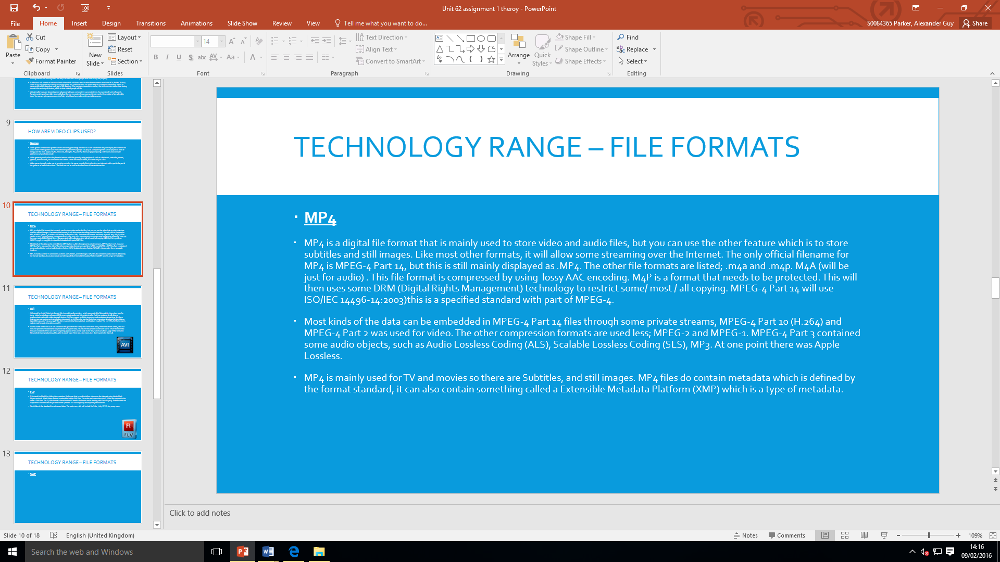 Unit 62 assignment 1 theroy - PowerPoint
File Home Insert Design Transitions Animations Slide Show Review View Tell me what you want to do...
S0084365 Parker, Alexander Guy Share
Paste
Cut
Copy
Format Painter
Clipboard
New Slide
Layout
Reset
Section
Slides
14
Font
Text Direction
Align Text
Convert to SmartArt
Paragraph
Arrange
Quick Styles
Shape Fill
Shape Outline
Shape Effects
Drawing
Find
Replace
Select
Editing
9
HOW ARE VIDEO CLIPS USED?
Games
10
TECHNOLOGY RANGE – FILE FORMATS
MP4
11
TECHNOLOGY RANGE – FILE FORMATS
AVI
AVI
12
TECHNOLOGY RANGE – FILE FORMATS
FLV
FLV
13
TECHNOLOGY RANGE – FILE FORMATS
SWF
TECHNOLOGY RANGE – FILE FORMATS
MP4
MP4 is a digital file format that is mainly used to store video and audio files, but you can use the other feature which is to store
subtitles and still images. Like most other formats, it will allow some streaming over the Internet. The only official filename for
MP4 is MPEG-4 Part 14, but this is still mainly displayed as .MP4. The other file formats are listed; .m4a and .m4p. M4A (will be
just for audio) . This file format is compressed by using  lossy AAC encoding. M4P is a format that needs to be protected. This will
then uses some DRM (Digital Rights Management) technology to restrict some/ most / all copying. MPEG-4 Part 14 will use
ISO/IEC 14496-14:2003)this is a specified standard with part of MPEG-4.
Most kinds of the data can be embedded in MPEG-4 Part 14 files through some private streams, MPEG-4 Part 10 (H.264) and
MPEG-4 Part 2 was used for video. The other compression formats are used less; MPEG-2 and MPEG-1. MPEG-4 Part 3 contained
some audio objects, such as Audio Lossless Coding (ALS), Scalable Lossless Coding (SLS), MP3. At one point there was Apple
Lossless.
MP4 is mainly used for TV and movies so there are Subtitles, and still images. MP4 files do contain metadata which is defined by
the format standard, it can also contain something called a Extensible Metadata Platform (XMP) which is a type of metadata.
Click to add notes
Slide 10 of 18 English (United Kingdom) Notes Comments 109%
Search the web and Windows
14:16
09/02/2016